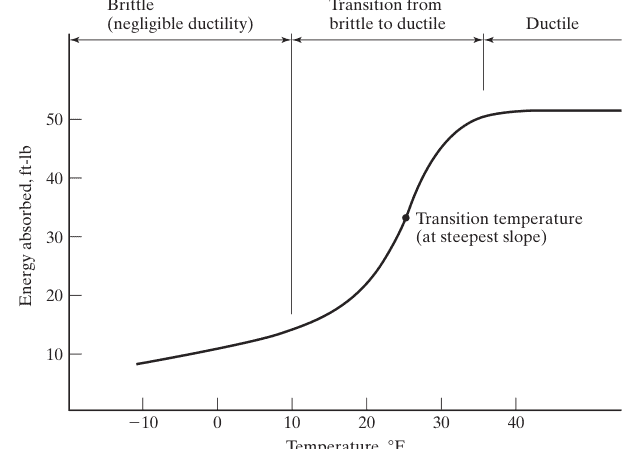 Brittle
(negligible ductility)
Transition from
brittle to ductile
Ductile
50
40
30
20
10
Energy absorbed, ft-lb
Transition temperature
(at steepest slope)
−10
0
10
20
30
40
Temperature, °F